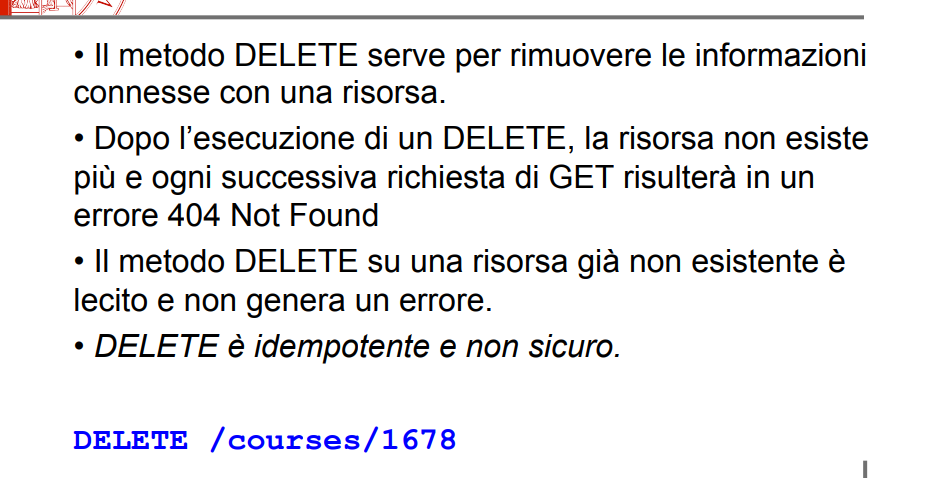 • Il metodo DELETE serve per rimuovere le informazioni
connesse con una risorsa.
• Dopo l’esecuzione di un DELETE, la risorsa non esiste
più e ogni successiva richiesta di GET risulterà in un
errore 404 Not Found
• Il metodo DELETE su una risorsa già non esistente è
lecito e non genera un errore.
• DELETE è idempotente e non sicuro.
DELETE /courses/1678